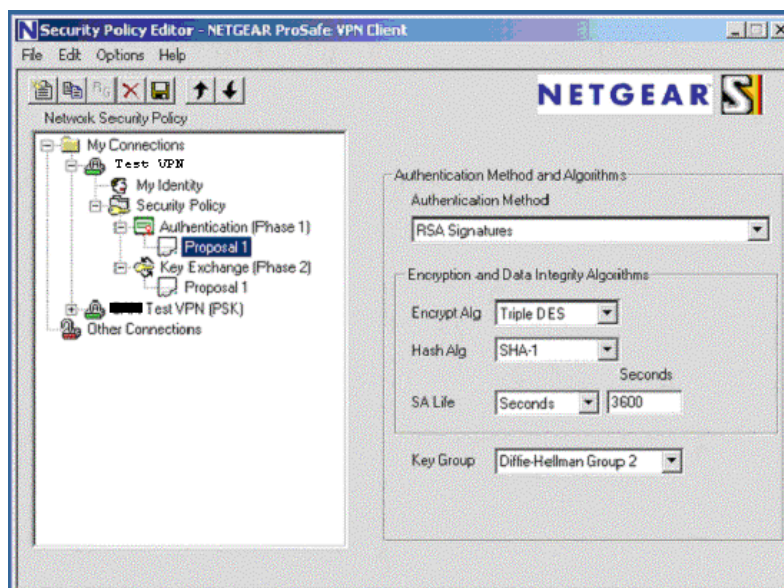 Security Policy Editor - NETGEAR ProSafe VPN Client
File Edit Options Help
NETGEAR
Network Security Policy
My Connections
Test VPN
My Identity
Security Policy
Authentication (Phase 1)
Proposal 1
Key Exchange (Phase 2)
Proposal 1
Test VPN (PSK)
Other Connections
Authentication Method and Algorithms
Authentication Method
RSA Signatures
Encryption and Data Integrity Algorithms
Encrypt Alg Triple DES
Hash Alg SHA-1
Seconds
SA Life Seconds 3600
Key Group Diffie-Hellman Group 2